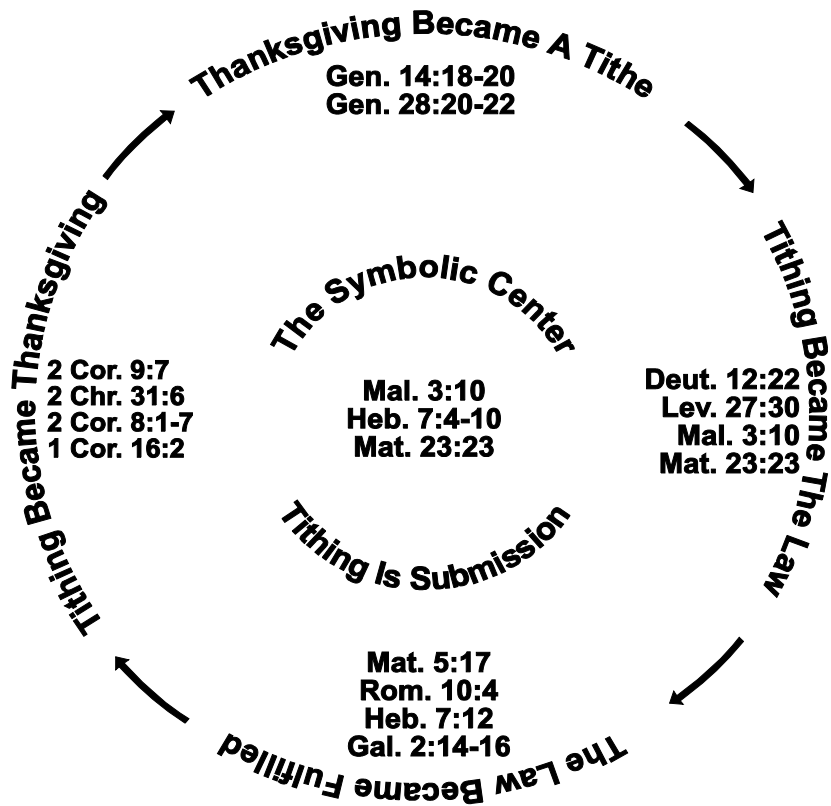 Thanksgiving Became A Tithe
Gen. 14:18-20
Gen. 28:20-22
Tithing Became The Law
Deut. 12:22
Lev. 27:30
Mal. 3:10
Mat. 23:23
The Law Became Fulfilled
Mat. 5:17
Rom. 10:4
Heb. 7:12
Gal. 2:14-16
Tithing Became Thanksgiving
2 Cor. 9:7
2 Chr. 31:6
2 Cor. 8:1-7
1 Cor. 16:2
The Symbolic Center
Mal. 3:10
Heb. 7:4-10
Mat. 23:23
Tithing Is Submission